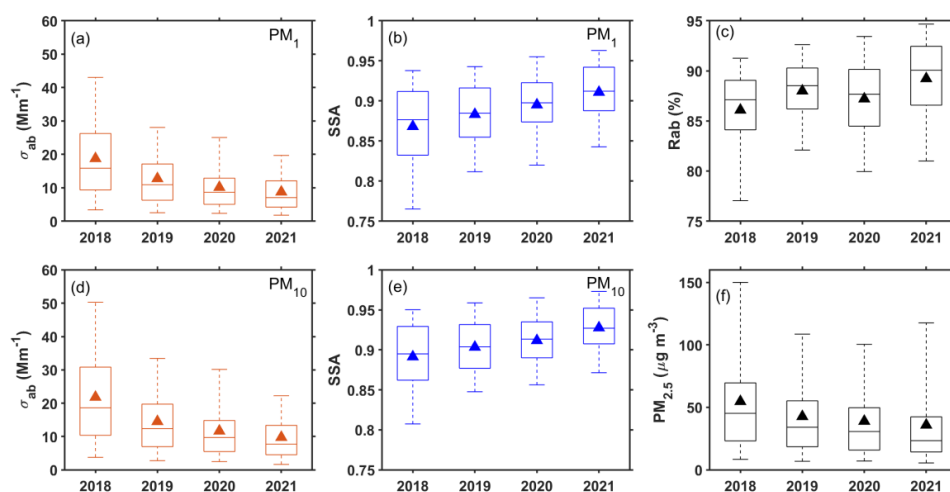 (a) PM₁
σab (Mm⁻¹)
60
50
40
30
20
10
0
2018 2019 2020 2021
(b) PM₁
SSA
1
0.95
0.9
0.85
0.8
0.75
2018 2019 2020 2021
(c)
Rab (%)
95
90
85
80
75
2018 2019 2020 2021
(d) PM₁₀
σab (Mm⁻¹)
60
50
40
30
20
10
0
2018 2019 2020 2021
(e) PM₁₀
SSA
1
0.95
0.9
0.85
0.8
0.75
2018 2019 2020 2021
(f)
PM₂.₅ (μg m⁻³)
150
100
50
0
2018 2019 2020 2021